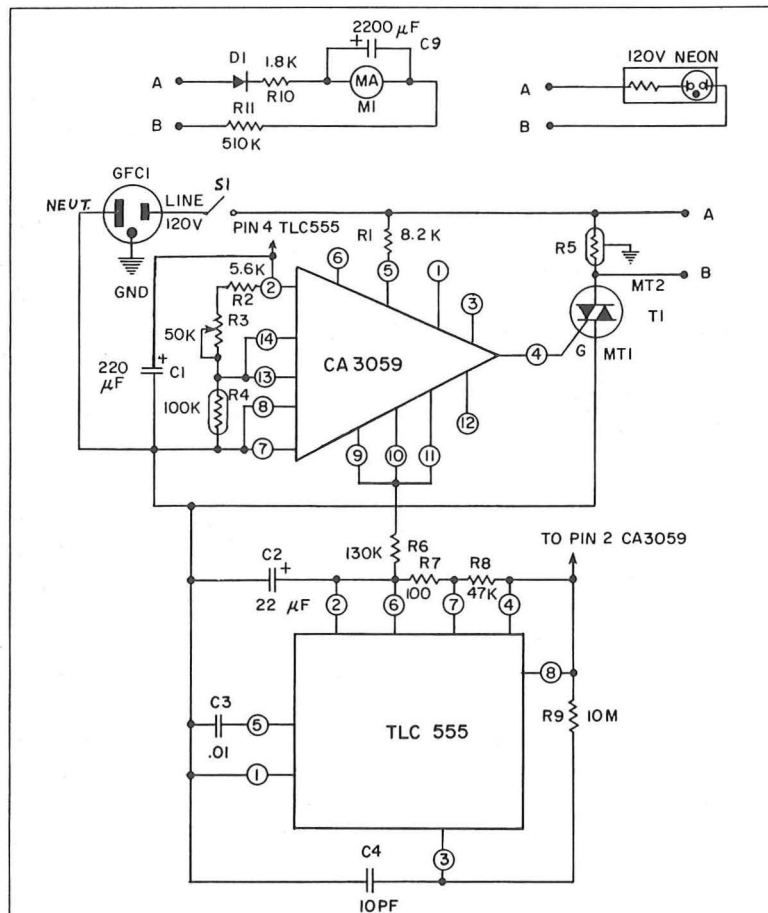 2200 µF
+
C9
D1
1.8K
A
R10
MA
M1
R11
B
510K
120V NEON
A
B
GFC1
S1
NEUT.
LINE
120V
GND
PIN 4 TLC555
R1
8.2K
A
R5
B
MT2
T1
G
MT1
5.6K
R2
2
6
5
1
3
R3
50K
14
13
CA3059
4
220
µF
+
C1
R4
100K
8
7
12
9
10
11
TO PIN 2 CA3059
130K
R6
R7
100
R8
47K
C2
+
22 µF
2
6
7
4
8
C3
5
.01
TLC 555
R9
10M
1
C4
3
10PF